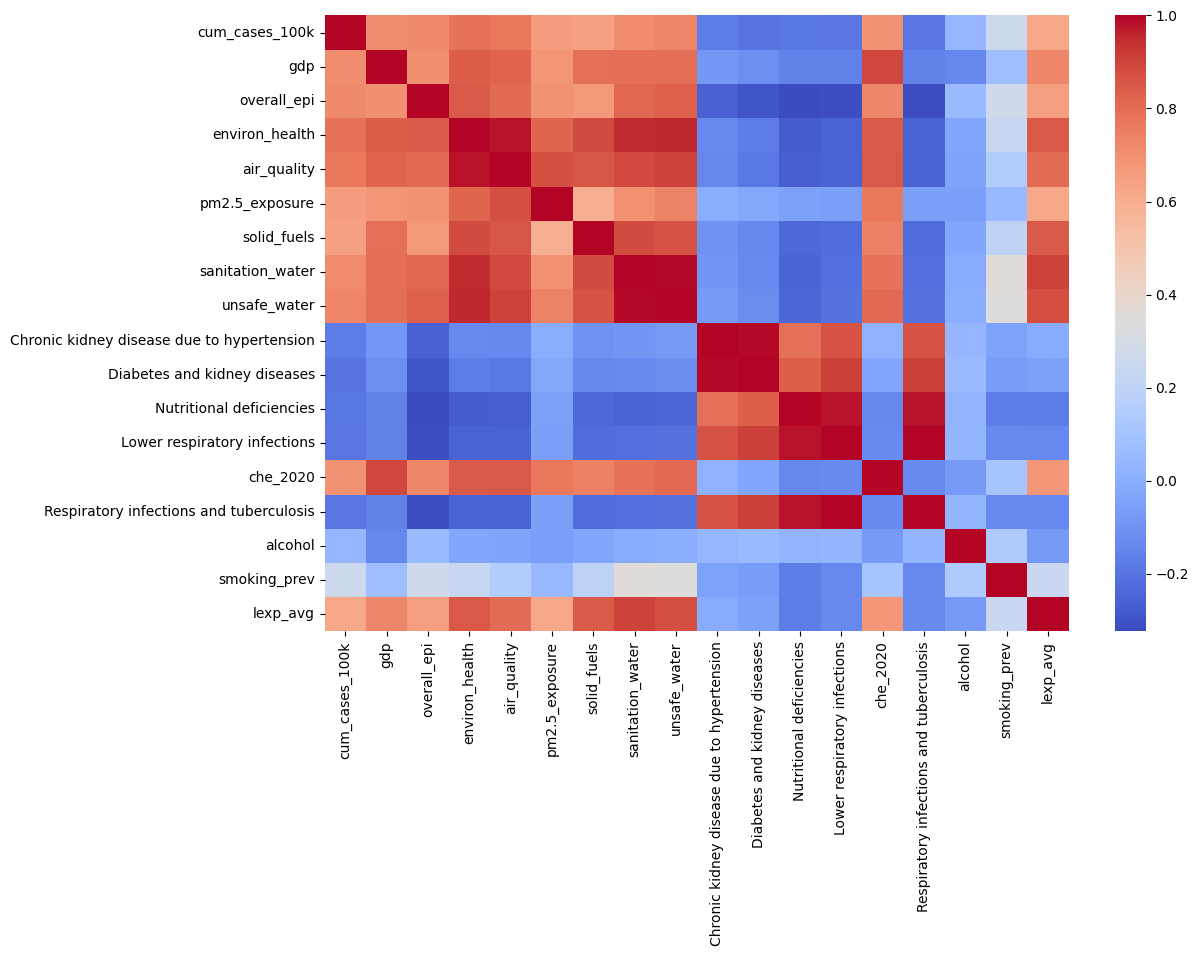 cum_cases_100k
gdp
overall_epi
environ_health
air_quality
pm2.5_exposure
solid_fuels
sanitation_water
unsafe_water
Chronic kidney disease due to hypertension
Diabetes and kidney diseases
Nutritional deficiencies
Lower respiratory infections
che_2020
Respiratory infections and tuberculosis
alcohol
smoking_prev
lexp_avg
cum_cases_100k
gdp
overall_epi
environ_health
air_quality
pm2.5_exposure
solid_fuels
sanitation_water
unsafe_water
Chronic kidney disease due to hypertension
Diabetes and kidney diseases
Nutritional deficiencies
Lower respiratory infections
che_2020
Respiratory infections and tuberculosis
alcohol
smoking_prev
lexp_avg
1.0
0.8
0.6
0.4
0.2
0.0
−0.2